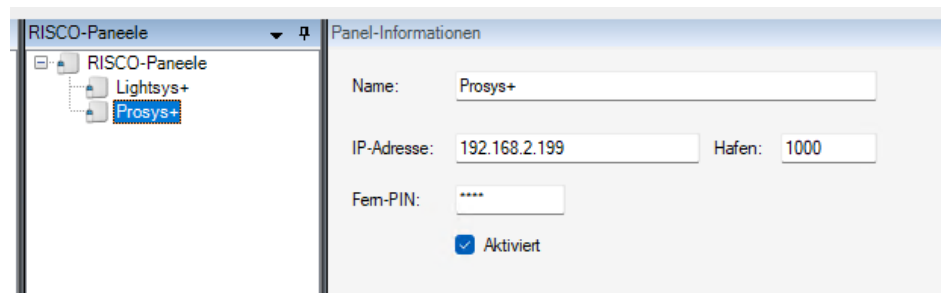 RISCO-Paneele
RISCO-Paneele
Lightsys+
Prosys+
Panel-Informationen
Name: Prosys+
IP-Adresse: 192.168.2.199 Hafen: 1000
Fern-PIN: ****
Aktiviert